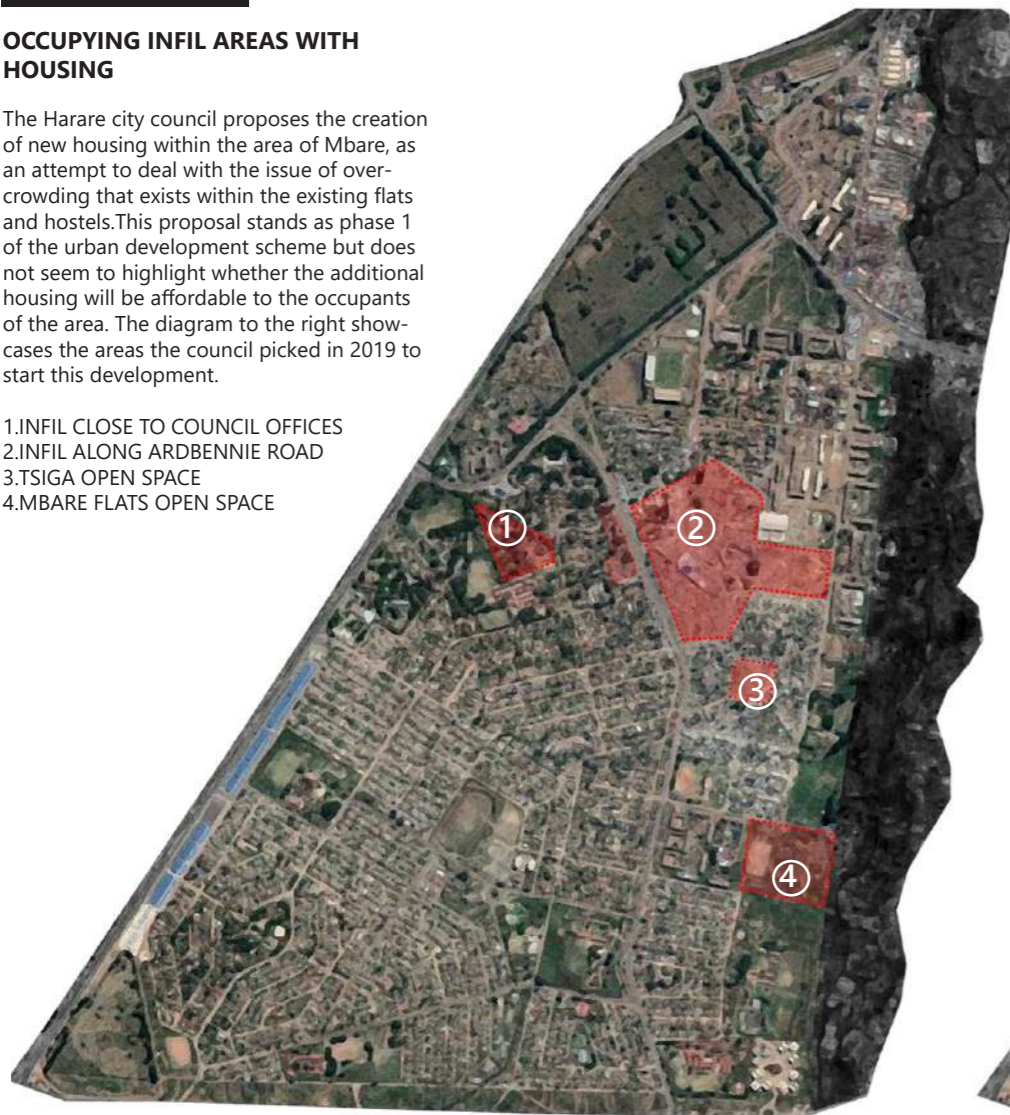 OCCUPYING INFIL AREAS WITH
HOUSING
The Harare city council proposes the creation
of new housing within the area of Mbare, as
an attempt to deal with the issue of over-
crowding that exists within the existing flats
and hostels.This proposal stands as phase 1
of the urban development scheme but does
not seem to highlight whether the additional
housing will be affordable to the occupants
of the area. The diagram to the right show-
cases the areas the council picked in 2019 to
start this development.
1.INFIL CLOSE TO COUNCIL OFFICES
2.INFIL ALONG ARDBENNIE ROAD
3.TSIGA OPEN SPACE
4.MBARE FLATS OPEN SPACE
1
2
3
4